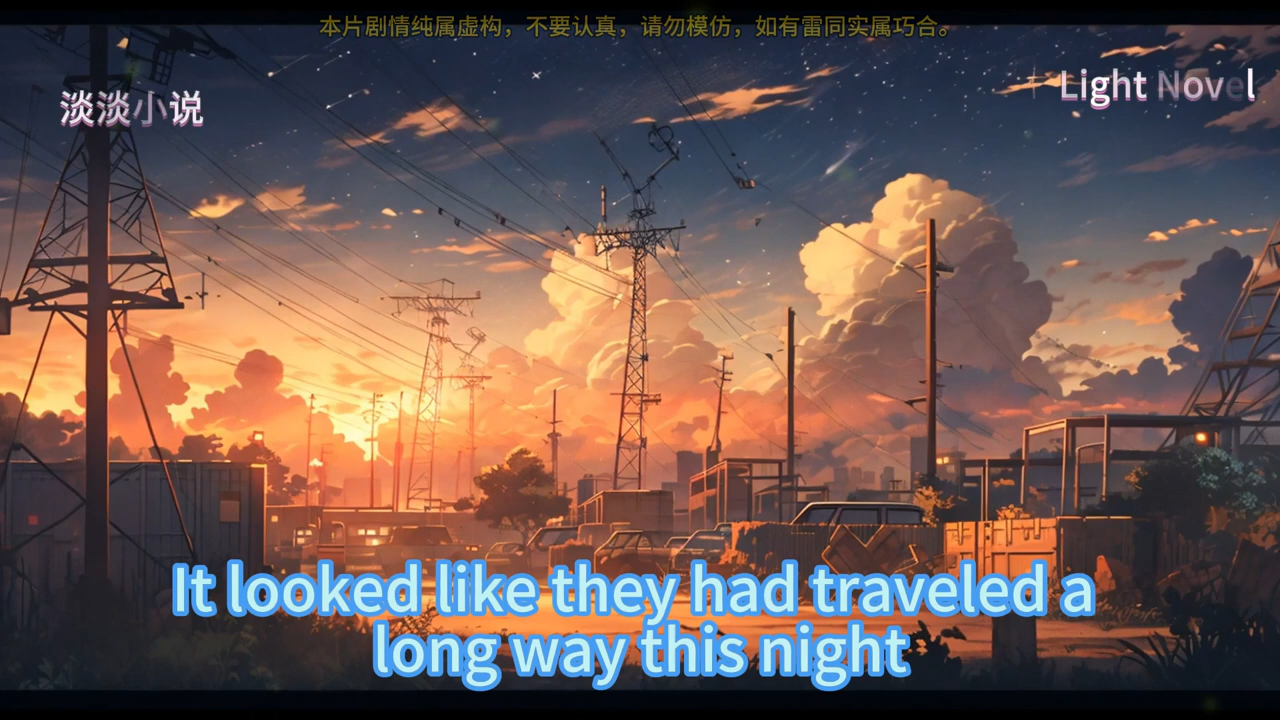 本片剧情纯属虚构，不要认真，请勿模仿，如有雷同实属巧合。
淡淡小说
Light Novel
It looked like they had traveled a
long way this night